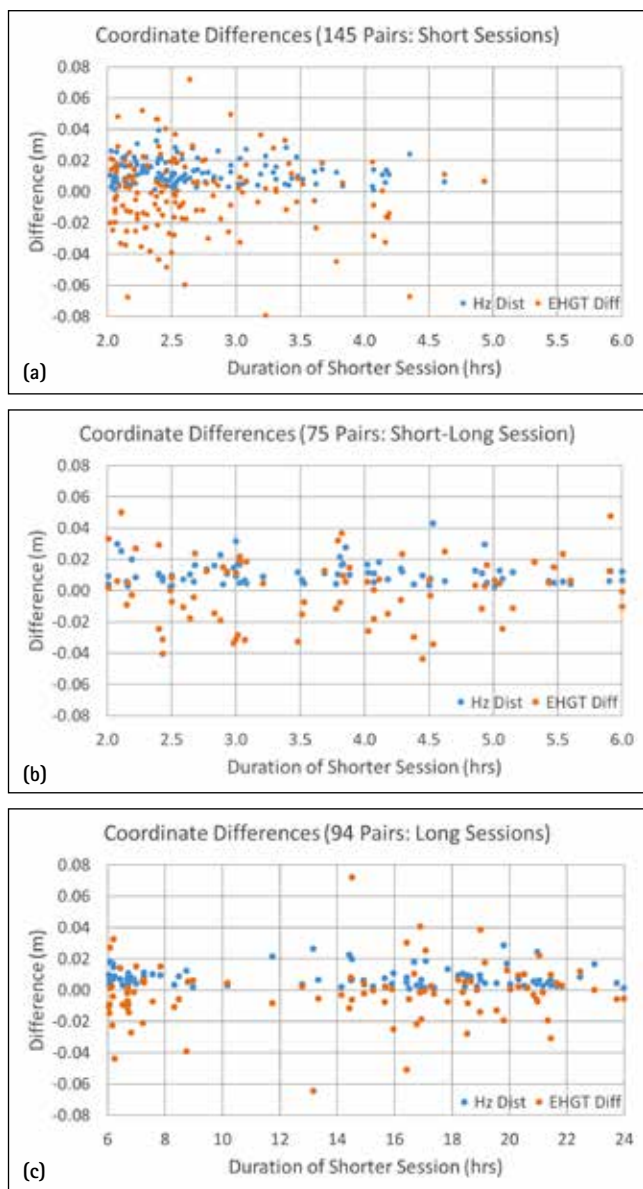 Coordinate Differences (145 Pairs: Short Sessions)
0.08
0.06
0.04
0.02
0.00
-0.02
-0.04
-0.06
-0.08
Difference (m)
Hz Dist EHGT Diff
2.0 2.5 3.0 3.5 4.0 4.5 5.0 5.5 6.0
Duration of Shorter Session (hrs)
(a)
Coordinate Differences (75 Pairs: Short-Long Session)
0.08
0.06
0.04
0.02
0.00
-0.02
-0.04
-0.06
-0.08
Difference (m)
Hz Dist EHGT Diff
2.0 2.5 3.0 3.5 4.0 4.5 5.0 5.5 6.0
Duration of Shorter Session (hrs)
(b)
Coordinate Differences (94 Pairs: Long Sessions)
0.08
0.06
0.04
0.02
0.00
-0.02
-0.04
-0.06
-0.08
Difference (m)
Hz Dist EHGT Diff
6 8 10 12 14 16 18 20 22 24
Duration of Shorter Session (hrs)
(c)